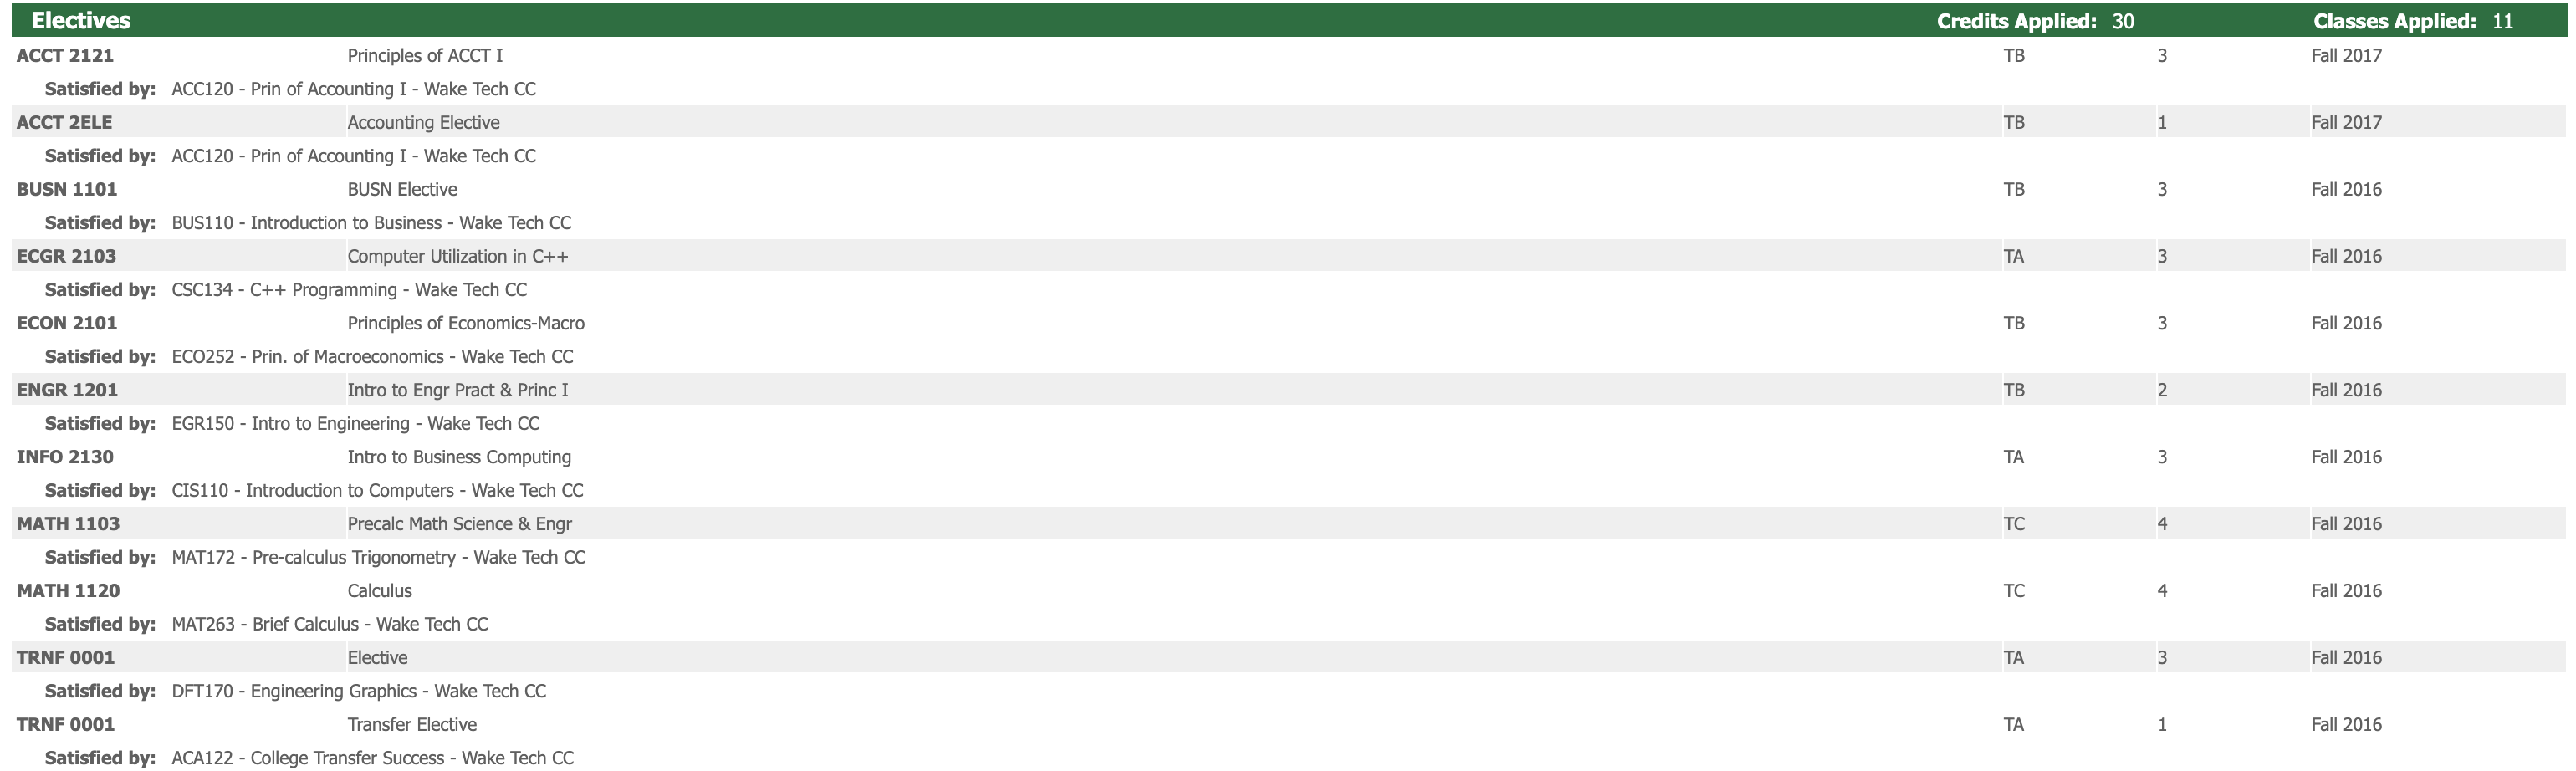 Electives Credits Applied: 30 Classes Applied: 11
ACCT 2121 Principles of ACCT I TB 3 Fall 2017
Satisfied by: ACC120 - Prin of Accounting I - Wake Tech CC
ACCT 2ELE Accounting Elective TB 1 Fall 2017
Satisfied by: ACC120 - Prin of Accounting I - Wake Tech CC
BUSN 1101 BUSN Elective TB 3 Fall 2016
Satisfied by: BUS110 - Introduction to Business - Wake Tech CC
ECGR 2103 Computer Utilization in C++ TA 3 Fall 2016
Satisfied by: CSC134 - C++ Programming - Wake Tech CC
ECON 2101 Principles of Economics-Macro TB 3 Fall 2016
Satisfied by: ECO252 - Prin. of Macroeconomics - Wake Tech CC
ENGR 1201 Intro to Engr Pract & Princ I TB 2 Fall 2016
Satisfied by: EGR150 - Intro to Engineering - Wake Tech CC
INFO 2130 Intro to Business Computing TA 3 Fall 2016
Satisfied by: CIS110 - Introduction to Computers - Wake Tech CC
MATH 1103 Precalc Math Science & Engr TC 4 Fall 2016
Satisfied by: MAT172 - Pre-calculus Trigonometry - Wake Tech CC
MATH 1120 Calculus TC 4 Fall 2016
Satisfied by: MAT263 - Brief Calculus - Wake Tech CC
TRNF 0001 Elective TA 3 Fall 2016
Satisfied by: DFT170 - Engineering Graphics - Wake Tech CC
TRNF 0001 Transfer Elective TA 1 Fall 2016
Satisfied by: ACA122 - College Transfer Success - Wake Tech CC